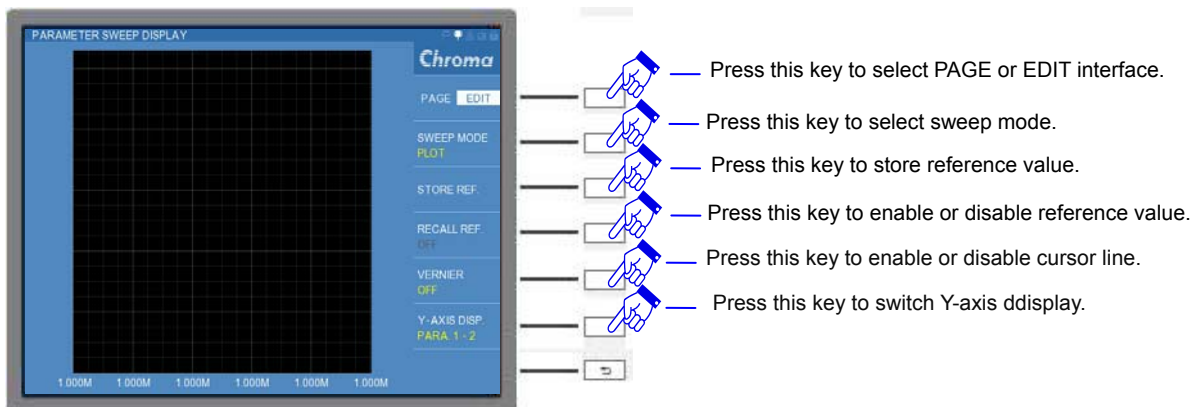 PARAMETER SWEEP DISPLAY
Chroma
PAGE EDIT
SWEEP MODE
PLOT
STORE REF.
RECALL REF.
OFF
VERNIER
OFF
Y-AXIS DISP.
PARA. 1 - 2
1.000M 1.000M 1.000M 1.000M 1.000M 1.000M
Press this key to select PAGE or EDIT interface.
Press this key to select sweep mode.
Press this key to store reference value.
Press this key to enable or disable reference value.
Press this key to enable or disable cursor line.
Press this key to switch Y-axis ddisplay.